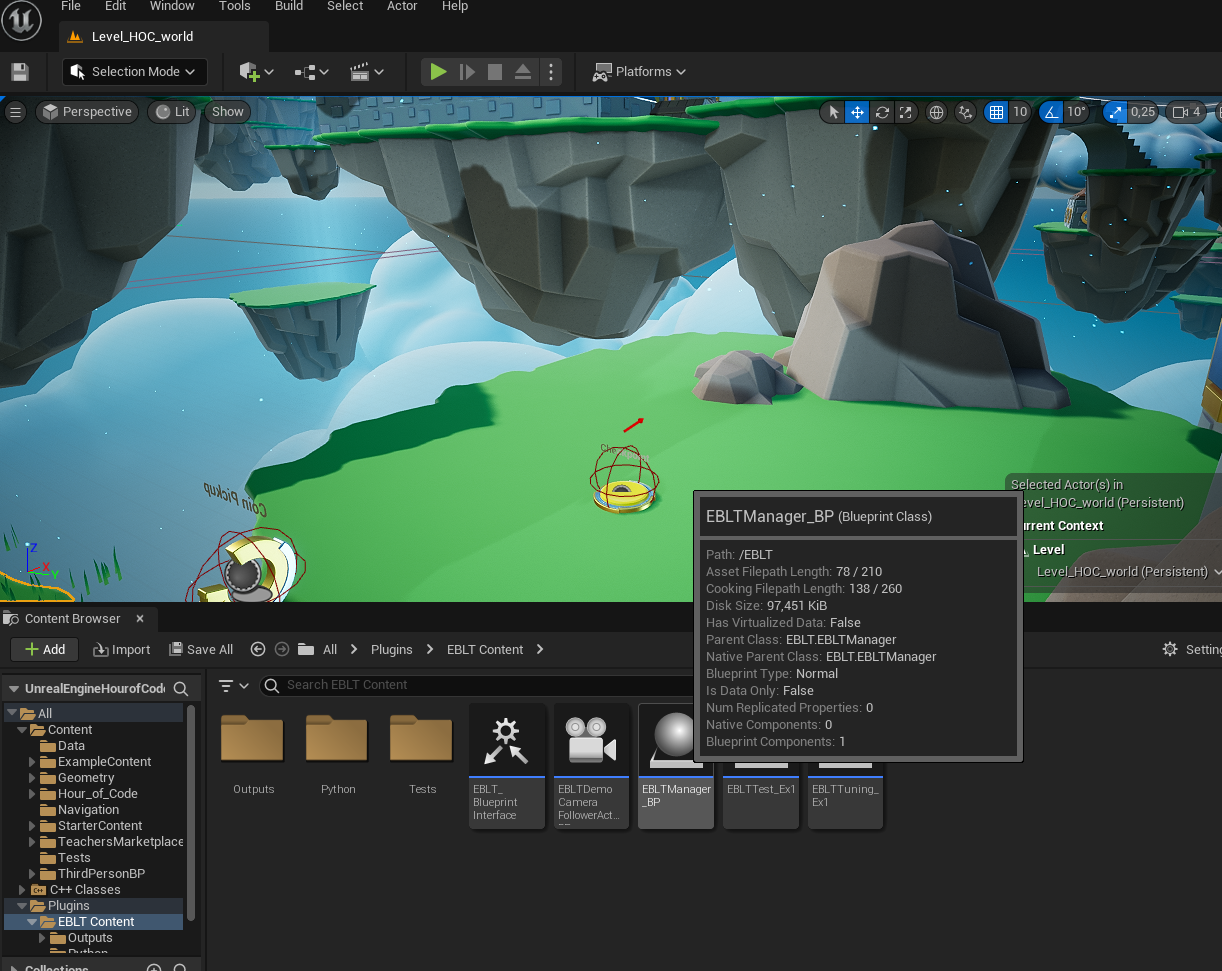 File Edit Window Tools Build Select Actor Help
Level_HOC_world
Selection Mode
Platforms
Perspective Lit Show
10 10° 0,25 4
Coin Pickup
Z
X
Y
Selected Actor(s) in
Level_HOC_world (Persistent)
Current Context
Level
Level_HOC_world (Persistent)
EBLTManager_BP (Blueprint Class)
Path: /EBLT
Asset Filepath Length: 78 / 210
Cooking Filepath Length: 138 / 260
Disk Size: 97,451 KiB
Has Virtualized Data: False
Parent Class: EBLT.EBLTManager
Native Parent Class: EBLT.EBLTManager
Blueprint Type: Normal
Is Data Only: False
Num Replicated Properties: 0
Native Components: 0
Blueprint Components: 1
Content Browser
Add Import Save All All Plugins EBLT Content Setting
UnrealEngineHourofCode
Search EBLT Content
All
Content
Data
ExampleContent
Geometry
Hour_of_Code
Navigation
StarterContent
TeachersMarketplace
Tests
ThirdPersonBP
C++ Classes
Plugins
EBLT Content
Outputs
Python
Collections
Outputs
Python
Tests
EBLT_
Blueprint
Interface
EBLTDemo
Camera
FollowerAct...
EBLTManager
_BP
EBLTTest_Ex1
EBLTTuning_
Ex1